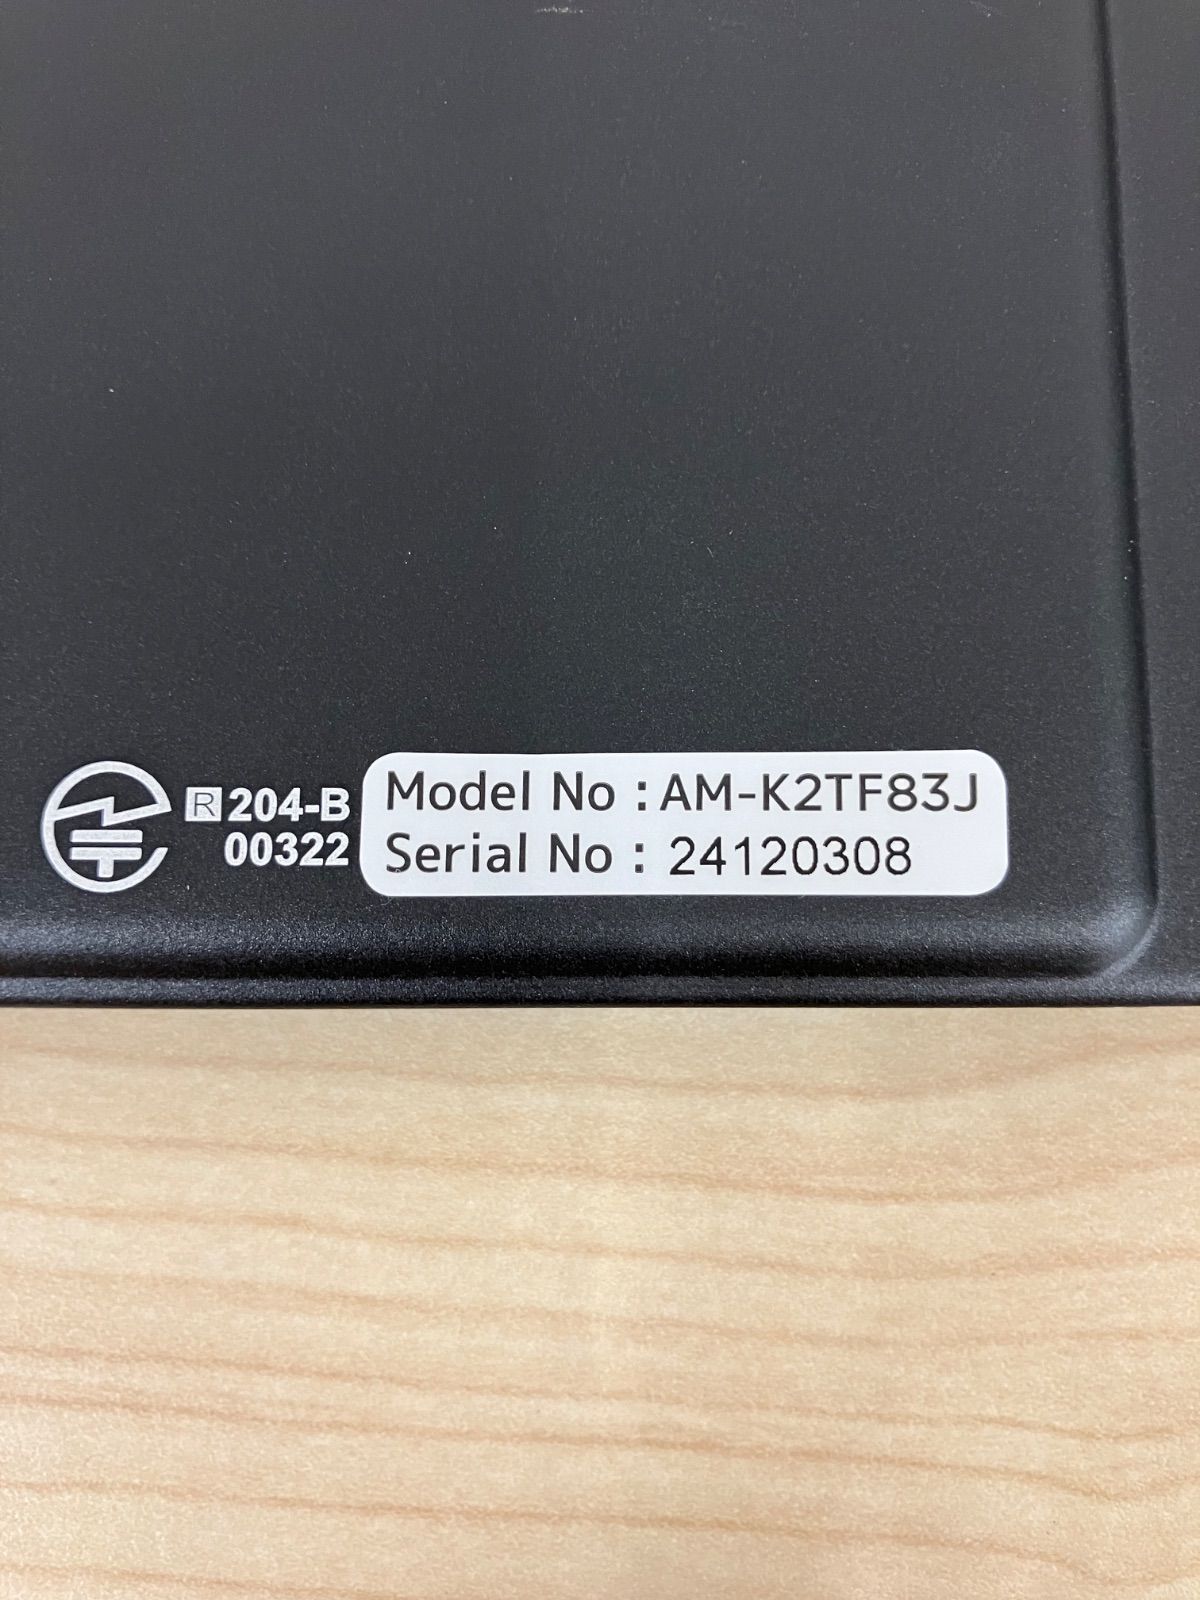 R 204-B
00322
Model No : AM-K2TF83J
Serial No : 24120308